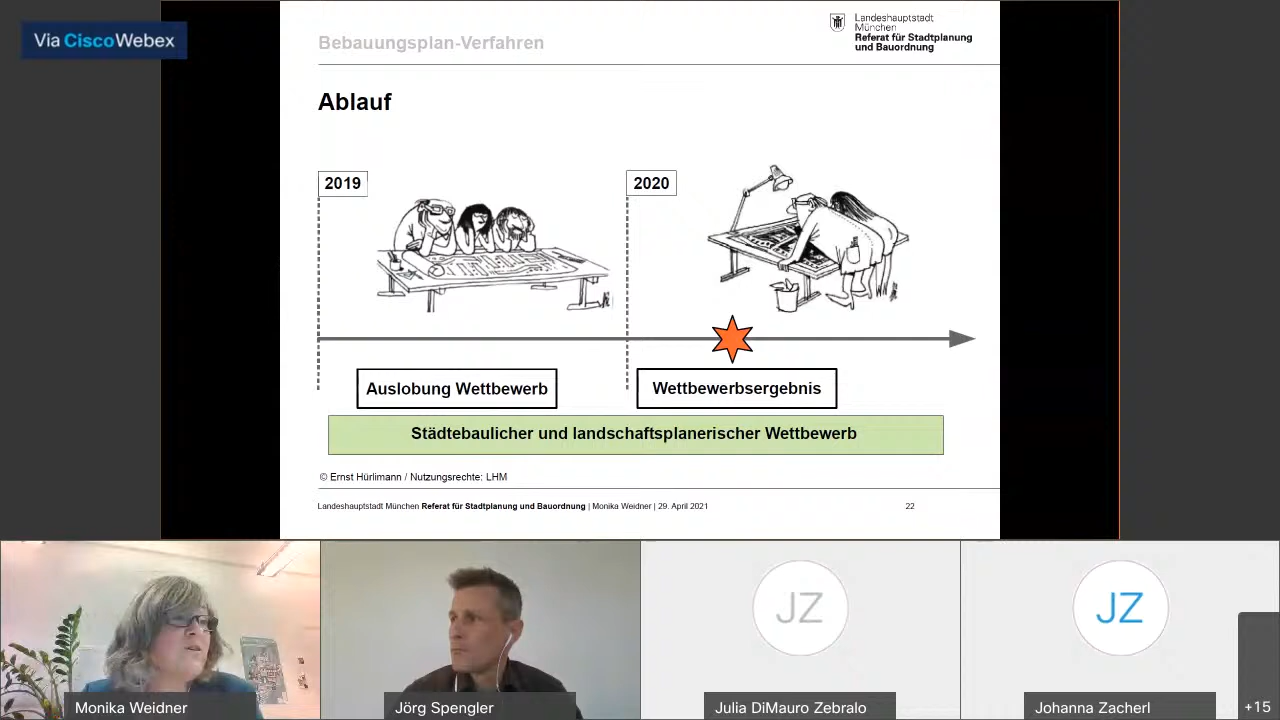 Via Cisco Webex
Bebauungsplan-Verfahren
Landeshauptstadt
München
Referat für Stadtplanung
und Bauordnung
Ablauf
2019
2020
Auslobung Wettbewerb
Wettbewerbsergebnis
Städtebaulicher und landschaftsplanerischer Wettbewerb
© Ernst Hürlimann / Nutzungsrechte: LHM
Landeshauptstadt München Referat für Stadtplanung und Bauordnung | Monika Weidner | 29. April 2021
22
JZ
JZ
Monika Weidner
Jörg Spengler
Julia DiMauro Zebralo
Johanna Zacherl
+15